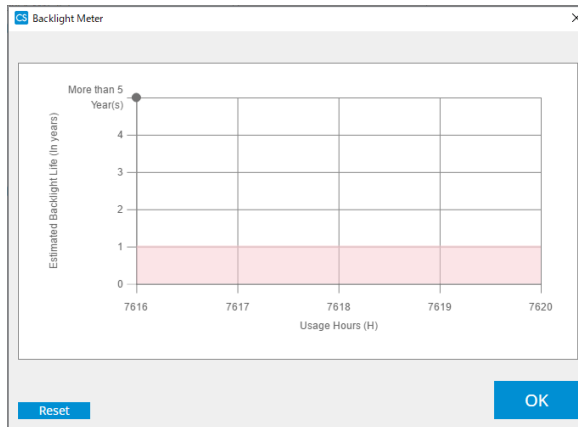 CS Backlight Meter
More than 5
Year(s)
4
3
2
1
0
Estimated Backlight Life (In years)
7616 7617 7618 7619 7620
Usage Hours (H)
Reset
OK